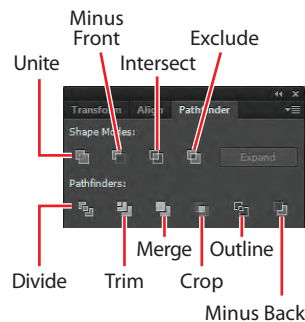 Minus
Front
Exclude
Unite
Intersect
Transform Align Pathfinder
Shape Modes:
Expand
Pathfinders:
Merge
Outline
Divide
Trim
Crop
Minus Back